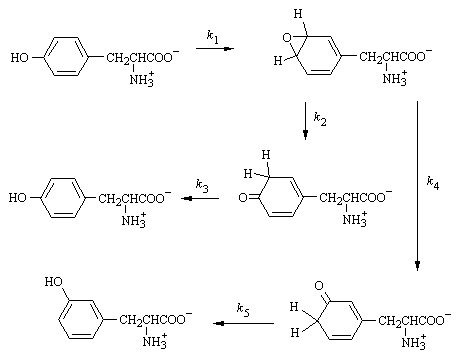 HO CH₂CHCOO⁻ NH₃⁺
k₁
H O H CH₂CHCOO⁻ NH₃⁺
k₂
k₄
HO CH₂CHCOO⁻ NH₃⁺
k₃
H H O CH₂CHCOO⁻ NH₃⁺
HO CH₂CHCOO⁻ NH₃⁺
k₅
O H H CH₂CHCOO⁻ NH₃⁺